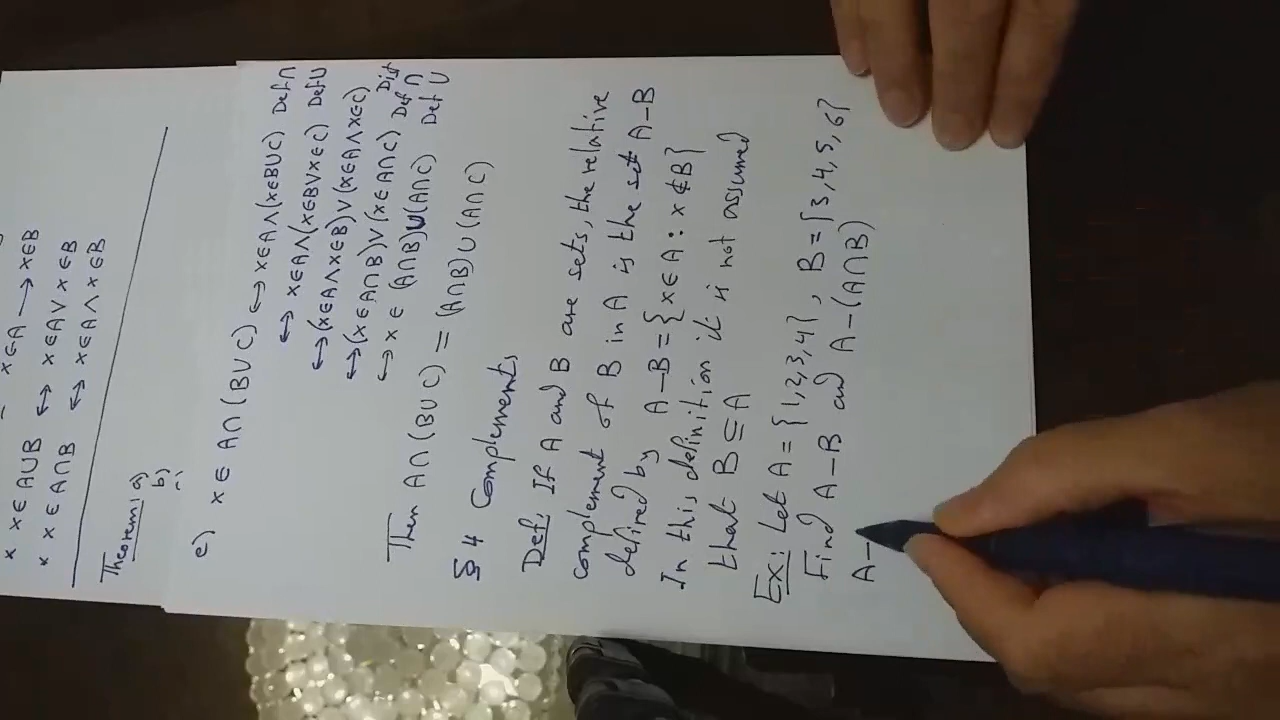 x∈A → x∈B
* x∈A∪B ↔ x∈A∨x∈B
* x∈A∩B ↔ x∈A∧x∈B
Theorem: a)
b)
e) x∈A∩(B∪C) ↔ x∈A∧(x∈B∪C) Def∩
↔ x∈A∧(x∈B∨x∈C) Def∪
↔ (x∈A∧x∈B)∨(x∈A∧x∈C) Dist
↔ (x∈A∩B)∨(x∈A∩C) Def ∩
↔ x∈ (A∩B)∪(A∩C) Def ∪
Then A∩(B∪C) = (A∩B)∪(A∩C)
§4 Complements
Def: If A and B are sets, the relative
complement of B in A is the set A-B
defined by A-B={x∈A: x∉B}
In this definition it is not assumed
that B⊆A
Ex: Let A={1,2,3,4}, B={3,4,5,6}
Find A-B and A-(A∩B)
A-